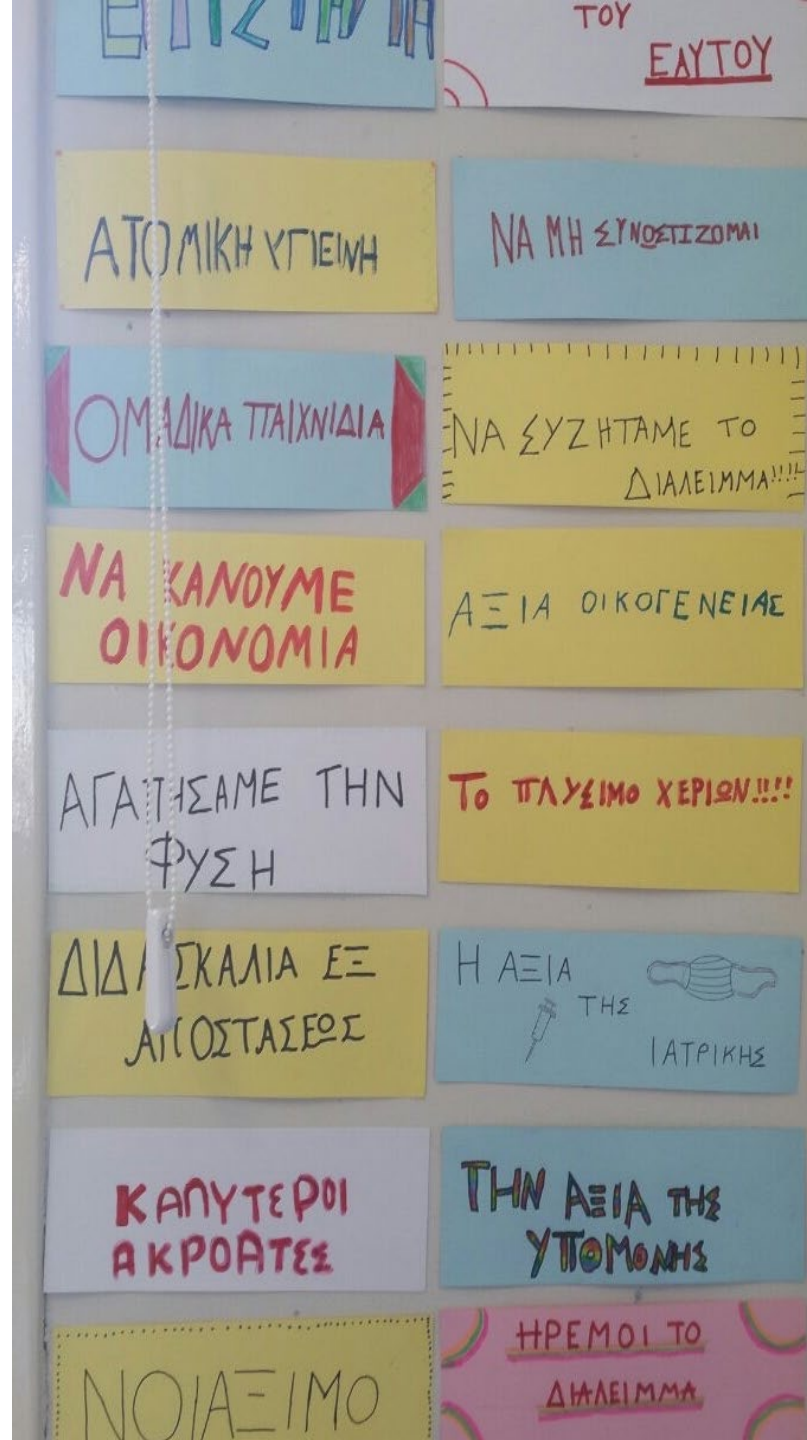 ΤΟΥ
ΕΑΥΤΟΥ
ΑΤΟΜΙΚΗ ΥΓΙΕΙΝΗ
ΝΑ ΜΗ ΣΥΝΩΣΤΙΖΟΜΑΙ
ΟΜΑΔΙΚΑ ΠΑΙΧΝΙΔΙΑ
ΝΑ ΣΥΖΗΤΑΜΕ ΤΟ
ΔΙΑΛΕΙΜΜΑ!!!!
ΝΑ ΚΑΝΟΥΜΕ
ΟΙΚΟΝΟΜΙΑ
ΑΞΙΑ ΟΙΚΟΓΕΝΕΙΑΣ
ΑΓΑΠΗΣΑΜΕ ΤΗΝ
ΦΥΣΗ
ΤΟ ΠΛΥΣΙΜΟ ΧΕΡΙΩΝ!!!!
ΔΙΔΑΣΚΑΛΙΑ ΕΞ
ΑΠΟΣΤΑΣΕΩΣ
Η ΑΞΙΑ
ΤΗΣ
ΙΑΤΡΙΚΗΣ
ΚΑΛΥΤΕΡΟΙ
ΑΚΡΟΑΤΕΣ
ΤΗΝ ΑΞΙΑ ΤΗΣ
ΥΠΟΜΟΝΗΣ
ΝΟΙΑΞΙΜΟ
ΗΡΕΜΟΙ ΤΟ
ΔΙΑΛΕΙΜΜΑ